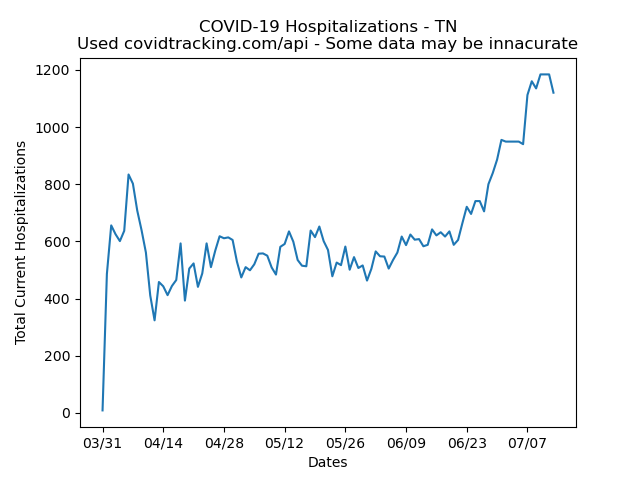 COVID-19 Hospitalizations - TN
Used covidtracking.com/api - Some data may be innacurate
Total Current Hospitalizations
1200
1000
800
600
400
200
0
03/31 04/14 04/28 05/12 05/26 06/09 06/23 07/07
Dates